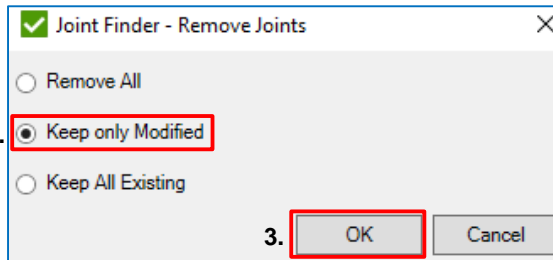 Joint Finder - Remove Joints
Remove All
Keep only Modified
Keep All Existing
3. OK Cancel